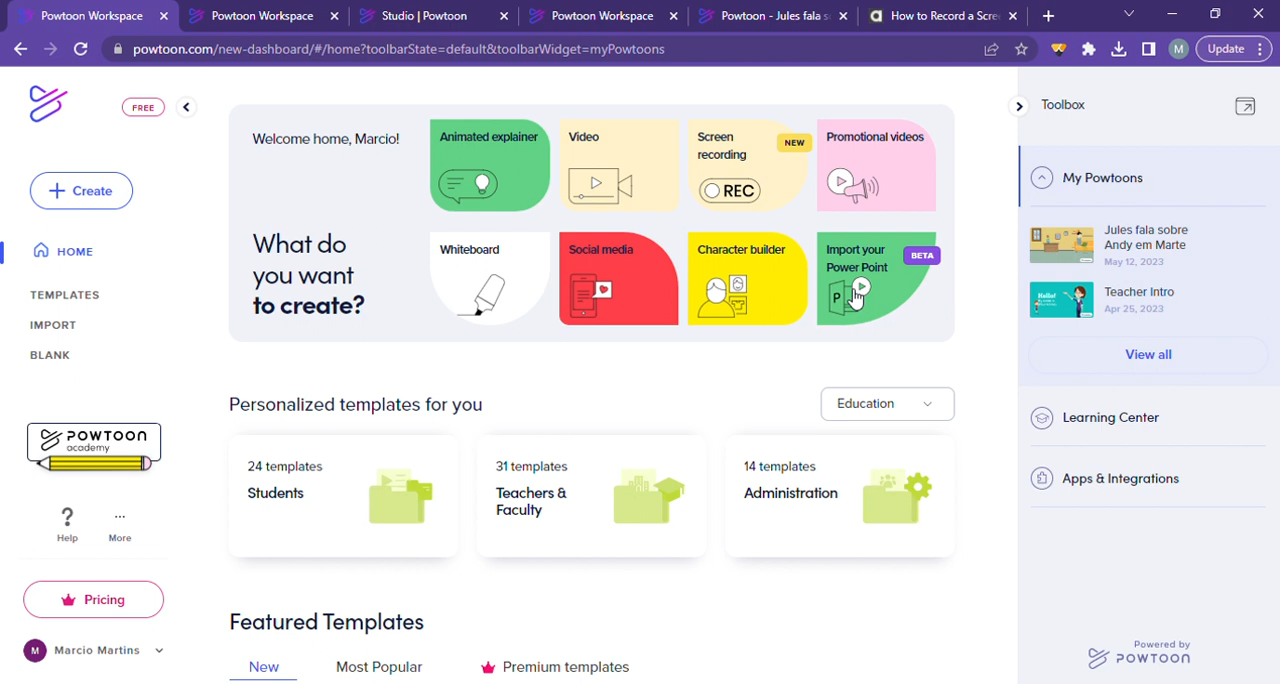 Powtoon Workspace
Powtoon Workspace
Studio | Powtoon
Powtoon Workspace
Powtoon - Jules fala s
How to Record a Scre
powtoon.com/new-dashboard/#/home?toolbarState=default&toolbarWidget=myPowtoons
M
Update
FREE
Create
HOME
TEMPLATES
IMPORT
BLANK
POWTOON
academy
?
Help
...
More
Pricing
M
Marcio Martins
Welcome home, Marcio!
What do
you want
to create?
Animated explainer
Video
Screen
recording
NEW
REC
Promotional videos
Whiteboard
Social media
Character builder
Import your
Power Point
BETA
P
Personalized templates for you
Education
24 templates
Students
31 templates
Teachers &
Faculty
14 templates
Administration
Featured Templates
New
Most Popular
Premium templates
Toolbox
My Powtoons
Jules fala sobre
Andy em Marte
May 12, 2023
Hello!
Teacher Intro
Apr 25, 2023
View all
Learning Center
Apps & Integrations
Powered by
POWTOON